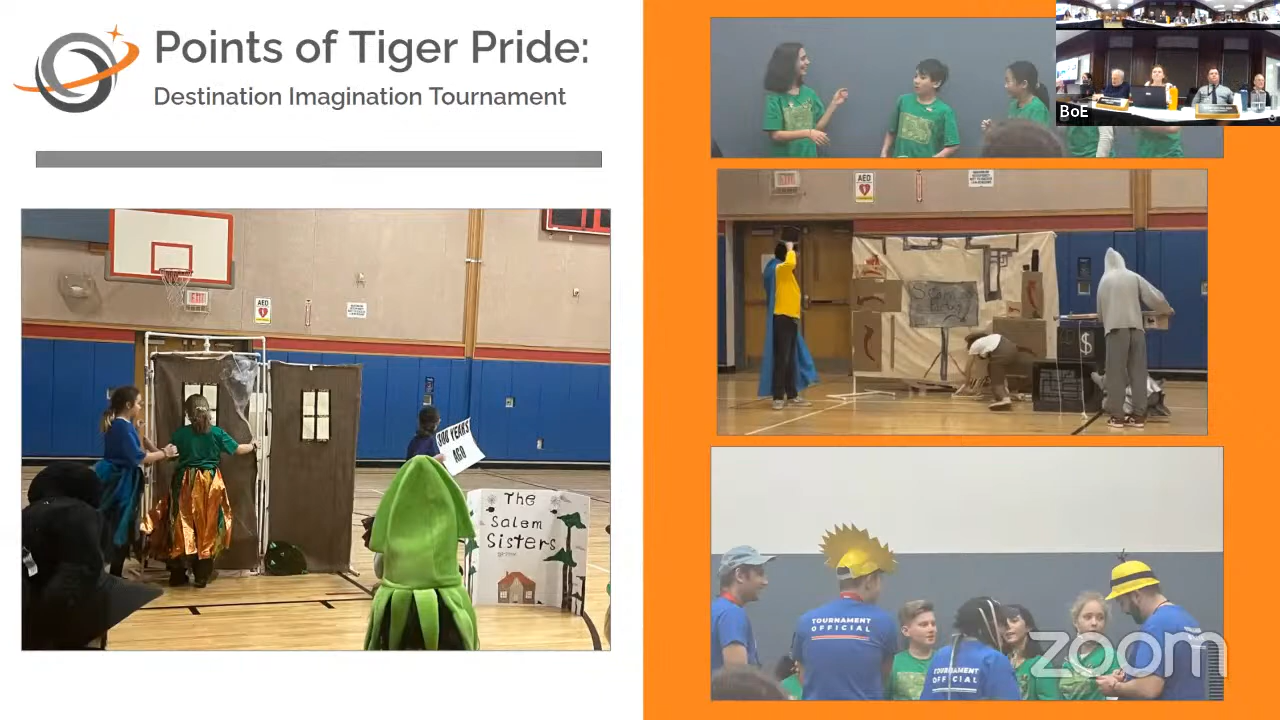 Points of Tiger Pride:
Destination Imagination Tournament
BoE
AED
EXIT
AED
300 YEARS
AGO
The
Salem
Sisters
$
TOURNAMENT
OFFICIAL
TOURNAMENT
OFFICIAL
zoom